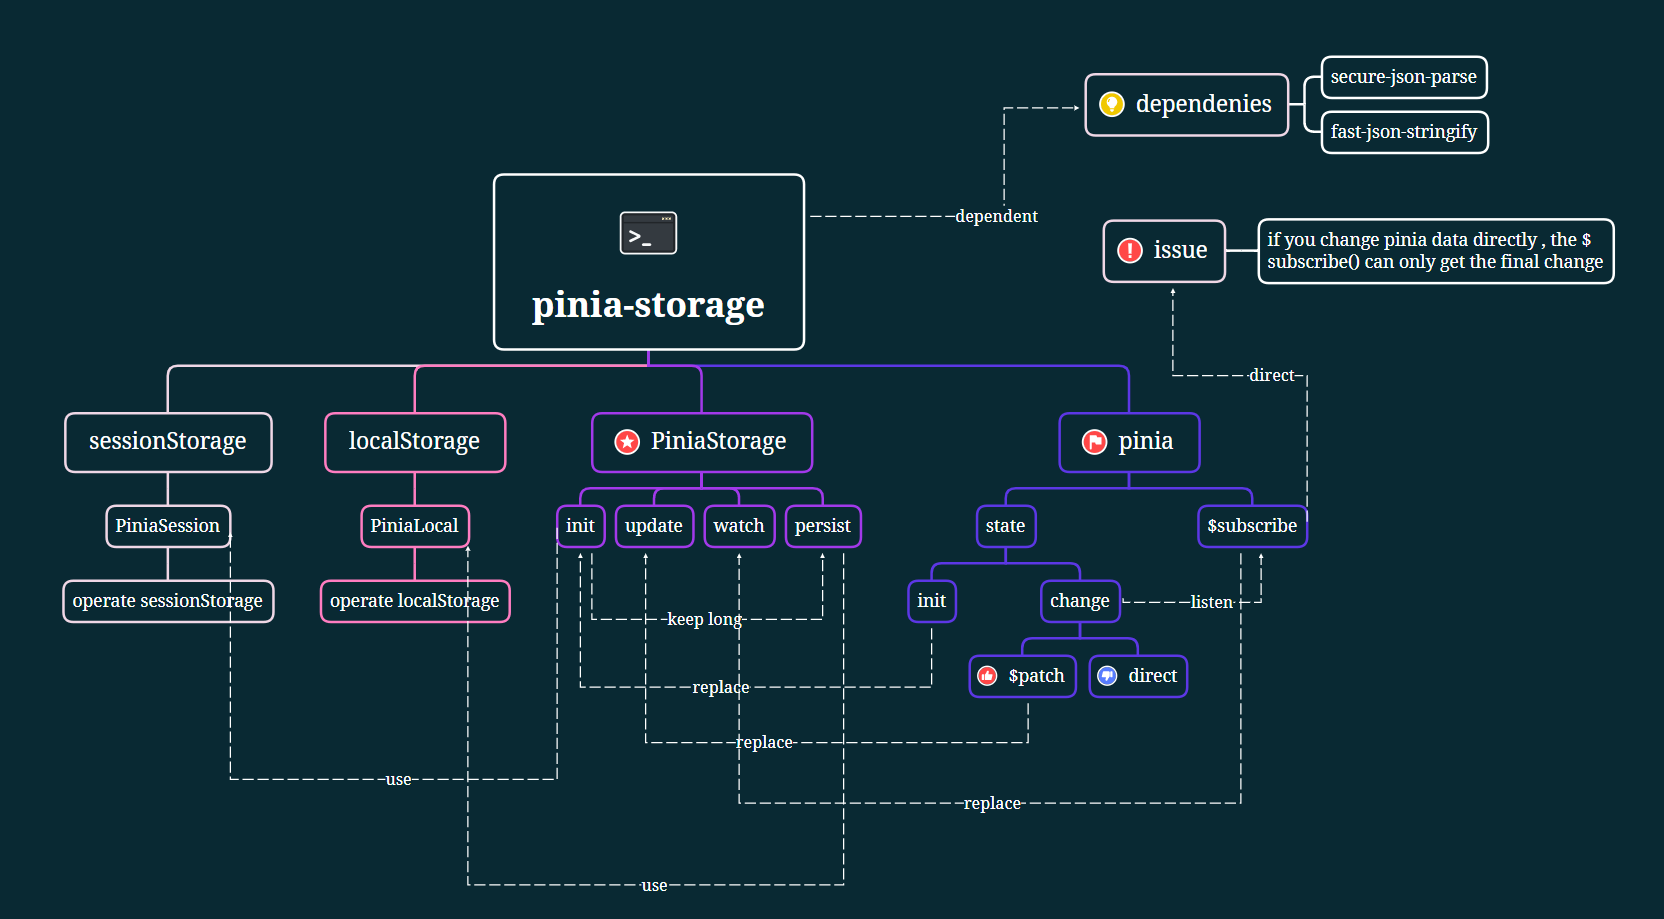 secure-json-parse
dependenies
fast-json-stringify
dependent
>_
pinia-storage
issue
if you change pinia data directly , the $
subscribe() can only get the final change
direct
sessionStorage
localStorage
PiniaStorage
pinia
PiniaSession
PiniaLocal
init
update
watch
persist
state
$subscribe
operate sessionStorage
operate localStorage
init
change
listen
keep long
$patch
direct
replace
replace
use
replace
use